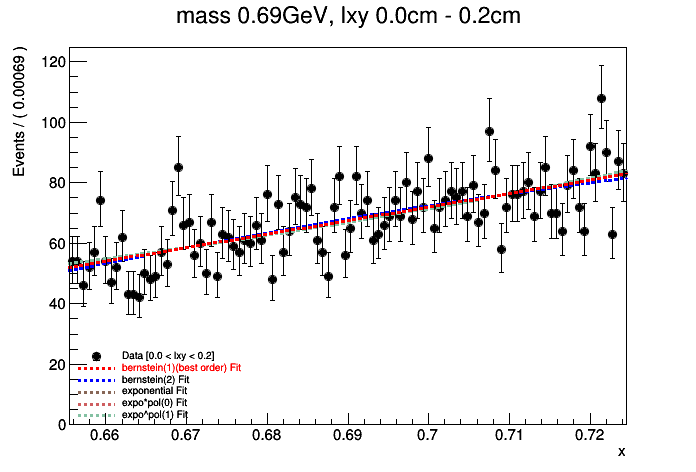 mass 0.69GeV, lxy 0.0cm - 0.2cm
Events / ( 0.00069 )
120
100
80
60
40
20
0
Data [0.0 < lxy < 0.2]
bernstein(1)(best order) Fit
bernstein(2) Fit
exponential Fit
expo*pol(0) Fit
expo*pol(1) Fit
0.66 0.67 0.68 0.69 0.7 0.71 0.72
x